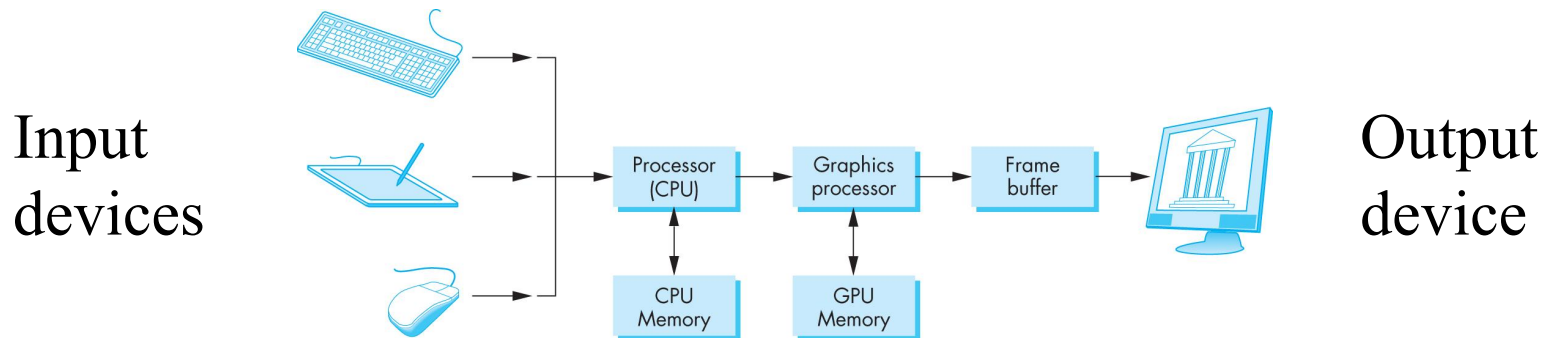 Input
devices
Processor
(CPU)
Graphics
processor
Frame
buffer
CPU
Memory
GPU
Memory
Output
device